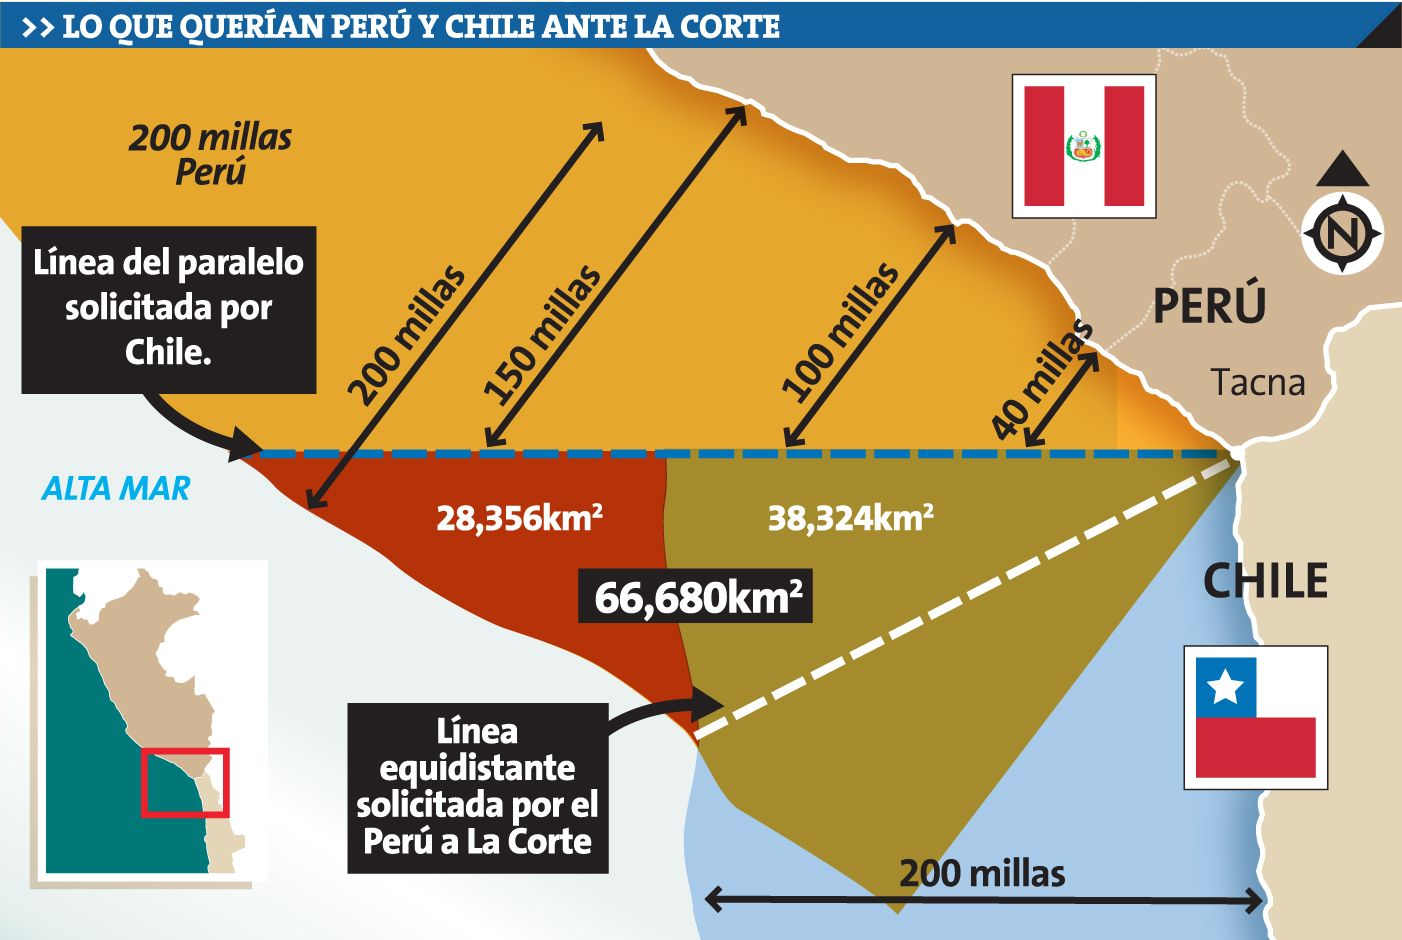 >> LO QUE QUERÍAN PERÚ Y CHILE ANTE LA CORTE
200 millas
Perú
Línea del paralelo
solicitada por
Chile.
200 millas
150 millas
100 millas
40 millas
PERÚ
Tacna
N
ALTA MAR
28,356km²
38,324km²
66,680km²
CHILE
Línea
equidistante
solicitada por el
Perú a La Corte
200 millas